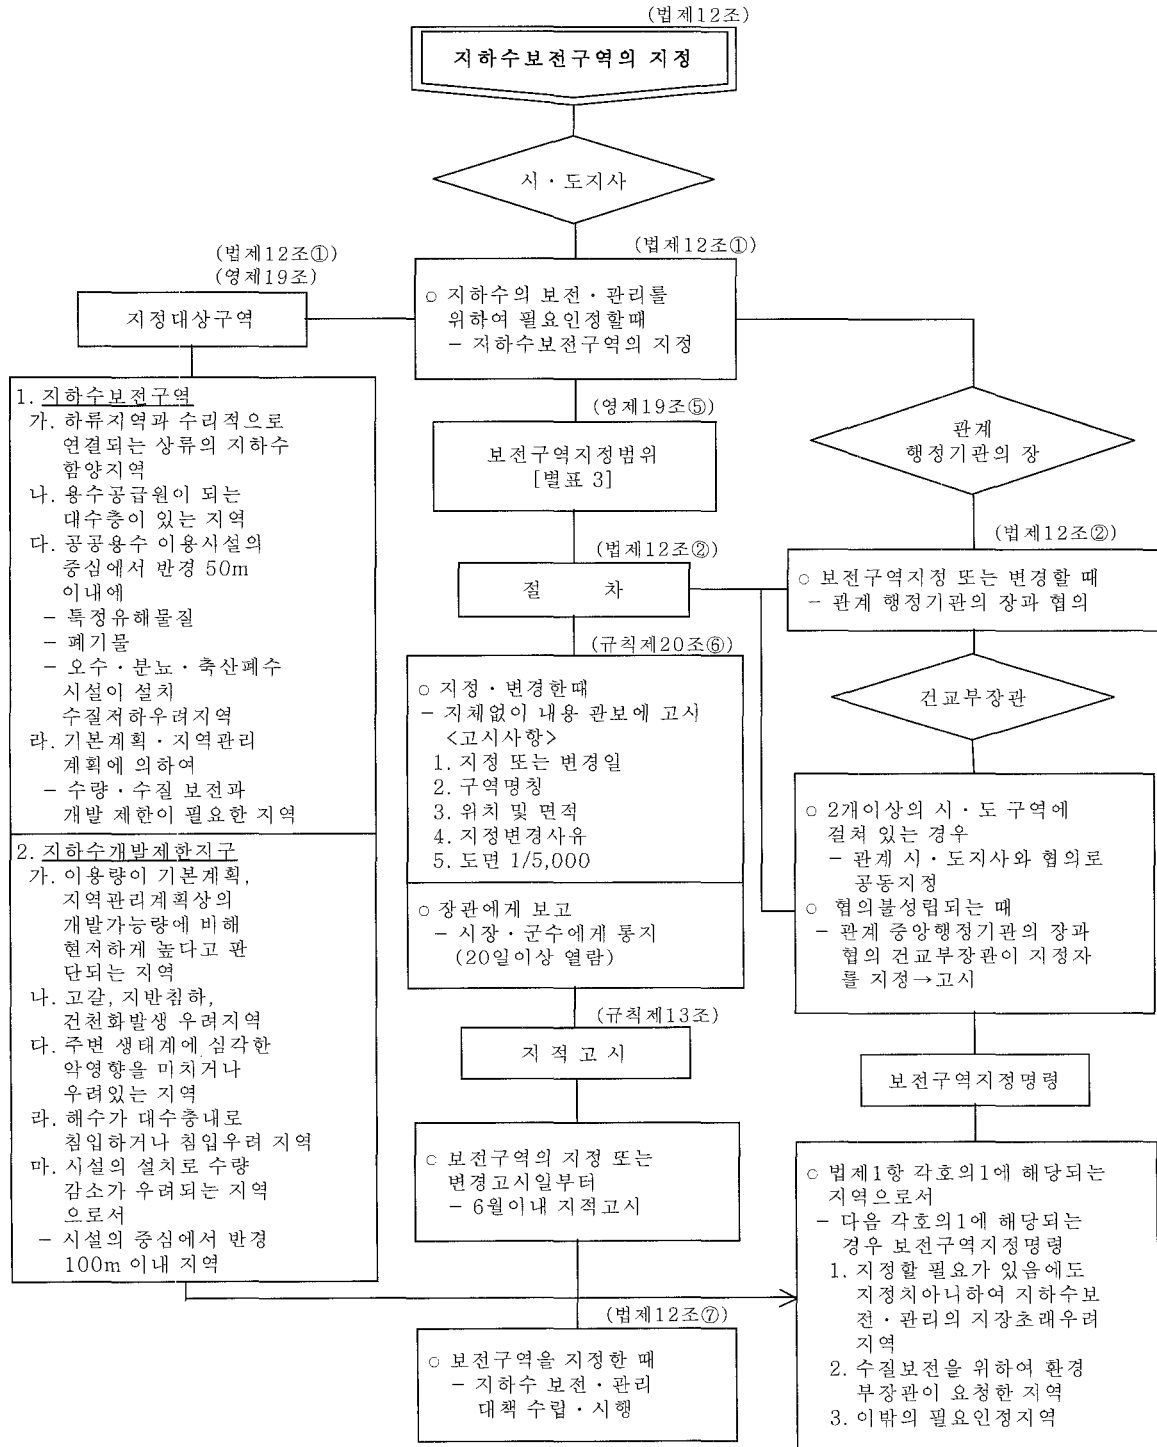 (법제12조)
지하수보전구역의 지정
시・도지사
(법제12조①)
(영제19조)
지정대상구역
(법제12조①)
○ 지하수의 보전・관리를
위하여 필요인정할때
－ 지하수보전구역의 지정
1. 지하수보전구역
가. 하류지역과 수리적으로
연결되는 상류의 지하수
함양지역
나. 용수공급원이 되는
대수층이 있는 지역
다. 공공용수 이용시설의
중심에서 반경 50m
이내에
－ 특정유해물질
－ 폐기물
－ 오수・분뇨・축산폐수
시설이 설치
수질저하우려지역
라. 기본계획・지역관리
계획에 의하여
－ 수량・수질 보전과
개발 제한이 필요한 지역
2. 지하수개발제한지구
가. 이용량이 기본계획,
지역관리계획상의
개발가능량에 비해
현저하게 높다고 판
단되는 지역
나. 고갈, 지반침하,
건천화발생 우려지역
다. 주변 생태계에 심각한
악영향을 미치거나
우려있는 지역
라. 해수가 대수층내로
침입하거나 침입우려 지역
마. 시설의 설치로 수량
감소가 우려되는 지역
으로서
－ 시설의 중심에서 반경
100m 이내 지역
(영제19조⑤)
보전구역지정범위
[별표 3]
(법제12조②)
절 차
(규칙제20조⑥)
○ 지정・변경한때
－ 지체없이 내용 관보에 고시
<고시사항>
1. 지정 또는 변경일
2. 구역명칭
3. 위치 및 면적
4. 지정변경사유
5. 도면 1/5,000
○ 장관에게 보고
－ 시장・군수에게 통지
(20일이상 열람)
(규칙제13조)
지 적 고 시
○ 보전구역의 지정 또는
변경고시일부터
－ 6월이내 지적고시
(법제12조⑦)
○ 보전구역을 지정한 때
－ 지하수 보전・관리
대책 수립・시행
관계
행정기관의 장
(법제12조②)
○ 보전구역지정 또는 변경할 때
－ 관계 행정기관의 장과 협의
건교부장관
○ 2개이상의 시・도 구역에
걸쳐 있는 경우
－ 관계 시・도지사와 협의로
공동지정
○ 협의불성립되는 때
－ 관계 중앙행정기관의 장과
협의 건교부장관이 지정자
를 지정→고시
보전구역지정명령
○ 법제1항 각호의1에 해당되는
지역으로서
－ 다음 각호의1에 해당되는
경우 보전구역지정명령
1. 지정할 필요가 있음에도
지정치아니하여 지하수보
전・관리의 지장초래우려
지역
2. 수질보전을 위하여 환경
부장관이 요청한 지역
3. 이밖의 필요인정지역